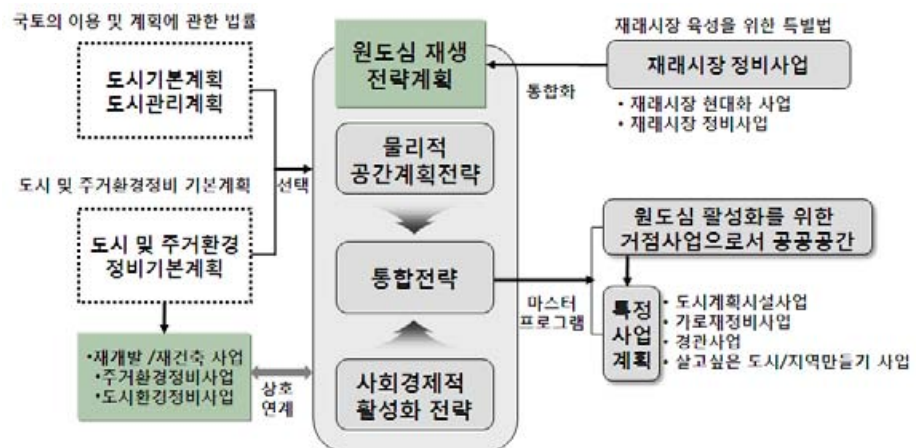 국토의 이용 및 계획에 관한 법률
도시기본계획
도시관리계획
도시 및 주거환경정비 기본계획
선택
도시 및 주거환경
정비기본계획
•재개발 /재건축 사업
•주거환경정비사업
•도시환경정비사업
상호
연계
원도심 재생
전략계획
물리적
공간계획전략
통합전략
사회경제적
활성화 전략
재래시장 육성을 위한 특별법
재래시장 정비사업
통합화
• 재래시장 현대화 사업
• 재래시장 정비사업
원도심 활성화를 위한
거점사업으로서 공공공간
마스터
프로그램
특정
사업
계획
• 도시계획시설사업
• 가로재정비사업
• 경관사업
• 살고싶은 도시/지역만들기 사업